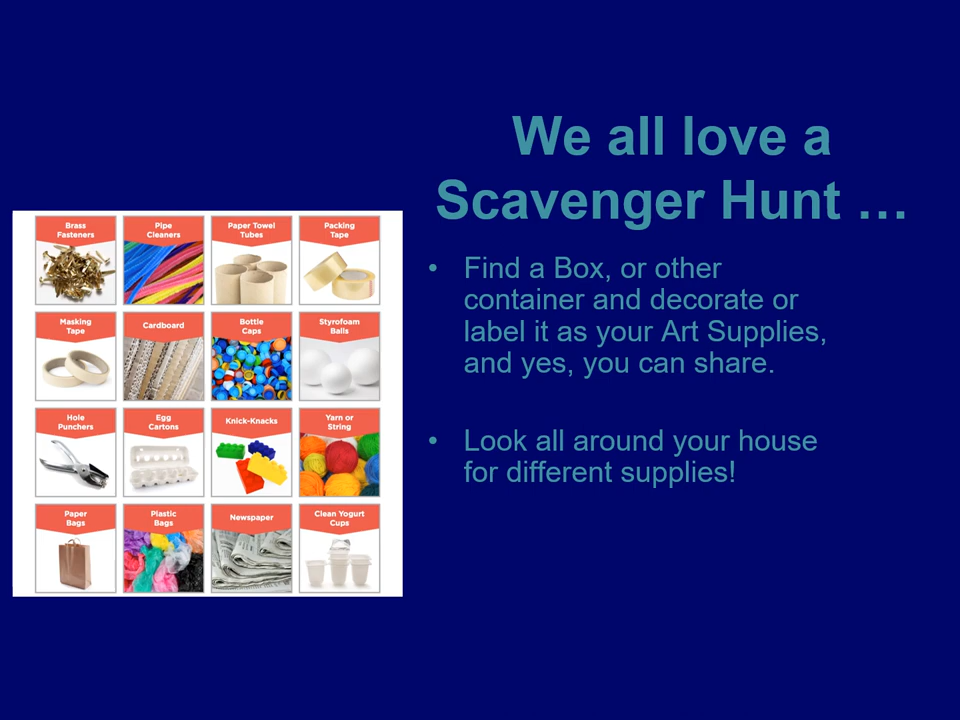 We all love a
Scavenger Hunt …
Brass
Fasteners
Pipe
Cleaners
Paper Towel
Tubes
Packing
Tape
Masking
Tape
Cardboard
Bottle
Caps
Styrofoam
Balls
Hole
Punchers
Egg
Cartons
Knick-Knacks
Yarn or
String
Paper
Bags
Plastic
Bags
Newspaper
Clean Yogurt
Cups
• Find a Box, or other
container and decorate or
label it as your Art Supplies,
and yes, you can share.
• Look all around your house
for different supplies!